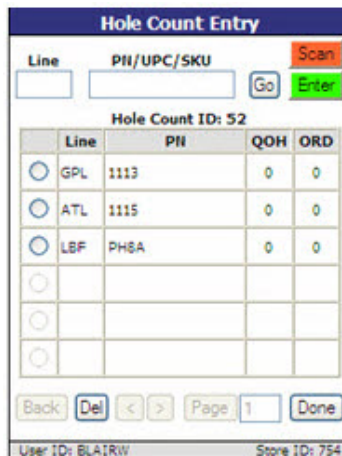 Hole Count Entry
Line PN/UPC/SKU Scan
Go Enter
Hole Count ID: 52
Line PN QOH ORD
GPL 1113 0 0
ATL 1115 0 0
LBF PH8A 0 0
Back Del < > Page 1 Done
User ID: BLAIRW Store ID: 754